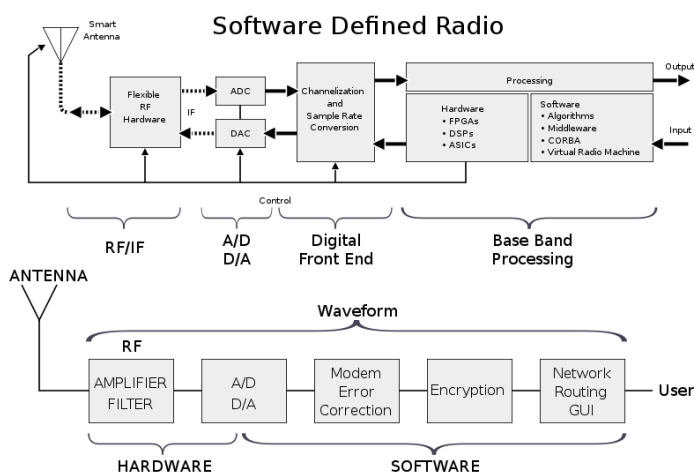 Software Defined Radio
Smart
Antenna
Flexible
RF
Hardware
IF
ADC
DAC
Channelization
and
Sample Rate
Conversion
Processing
Hardware
• FPGAs
• DSPs
• ASICs
Software
• Algorithms
• Middleware
• CORBA
• Virtual Radio Machine
Output
Input
Control
RF/IF
A/D
D/A
Digital
Front End
Base Band
Processing
ANTENNA
Waveform
RF
AMPLIFIER
FILTER
A/D
D/A
Modem
Error
Correction
Encryption
Network
Routing
GUI
User
HARDWARE
SOFTWARE